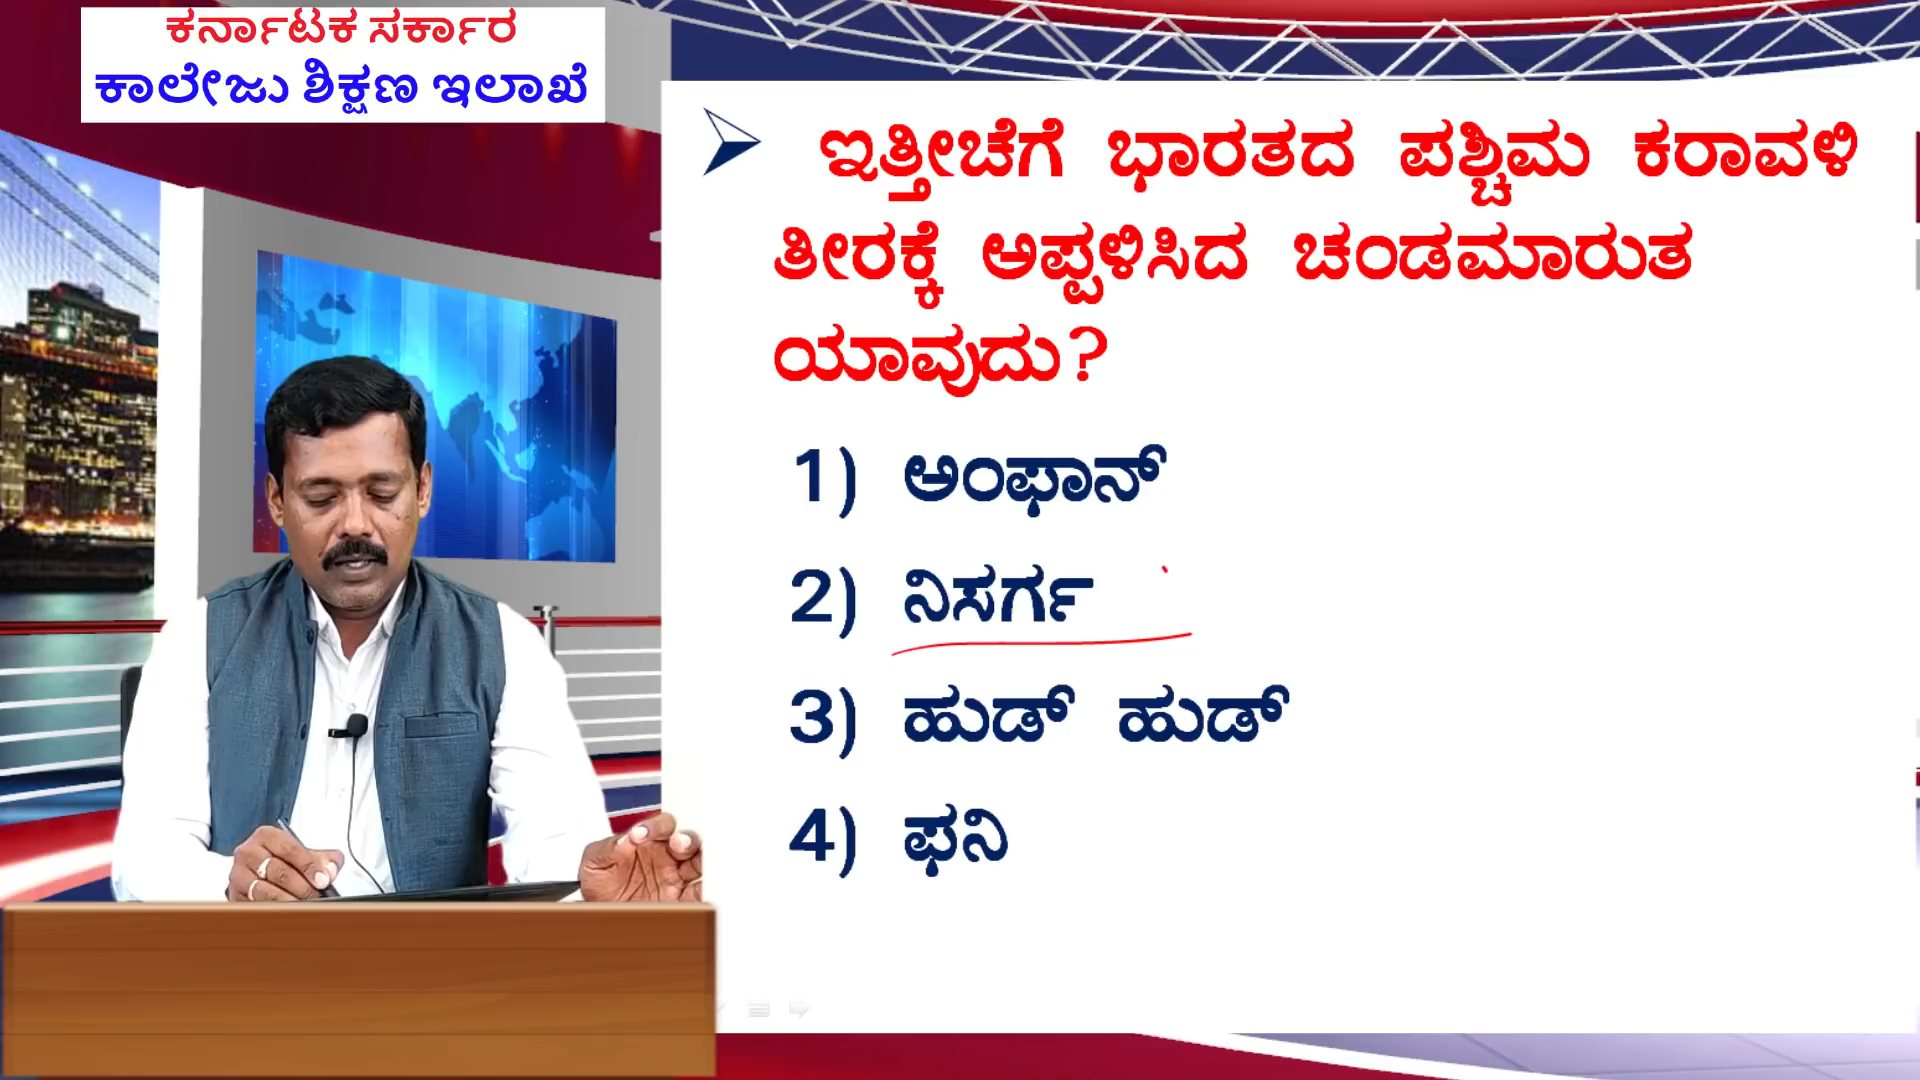 ಕರ್ನಾಟಕ ಸರ್ಕಾರ
ಕಾಲೇಜು ಶಿಕ್ಷಣ ಇಲಾಖೆ
ಇತ್ತೀಚೆಗೆ ಭಾರತದ ಪಶ್ಚಿಮ ಕರಾವಳಿ
ತೀರಕ್ಕೆ ಅಪ್ಪಳಿಸಿದ ಚಂಡಮಾರುತ
ಯಾವುದು?
1) ಅಂಫಾನ್
2) ನಿಸರ್ಗ
3) ಹುಡ್ ಹುಡ್
4) ಫನಿ